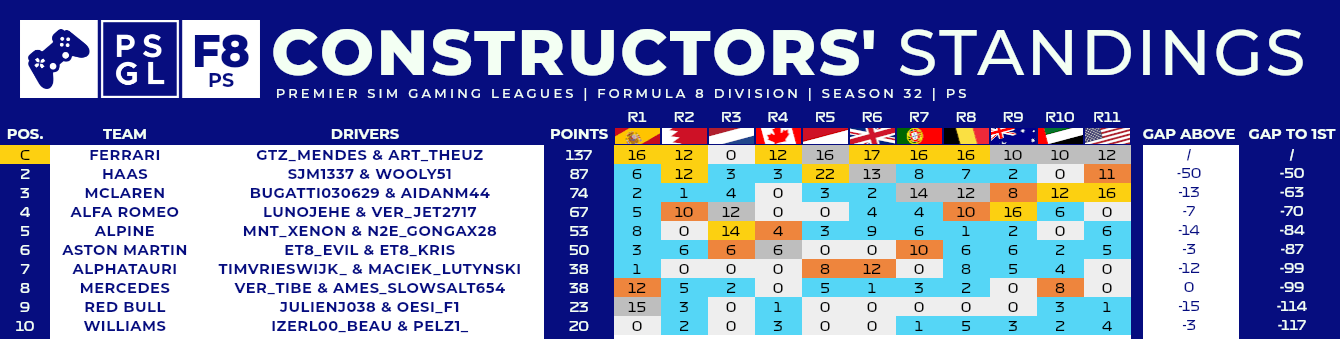 PS GL F8 PS CONSTRUCTORS' STANDINGS
PREMIER SIM GAMING LEAGUES | FORMULA 8 DIVISION | SEASON 32 | PS
R1 R2 R3 R4 R5 R6 R7 R8 R9 R10 R11
POS. TEAM DRIVERS POINTS GAP ABOVE GAP TO 1ST
C FERRARI GTZ_MENDES & ART_THEUZ 137 16 12 0 12 16 17 16 16 10 10 12 / /
2 HAAS SJM1337 & WOOLY51 87 6 12 3 3 22 13 8 7 2 0 11 -50 -50
3 MCLAREN BUGATTI030629 & AIDANM44 74 2 1 4 0 3 2 14 12 8 12 16 -13 -63
4 ALFA ROMEO LUNOJEHE & VER_JET2717 67 5 10 12 0 0 4 4 10 16 6 0 -7 -70
5 ALPINE MNT_XENON & N2E_GONGAX28 53 8 0 14 4 3 9 6 1 2 0 6 -14 -84
6 ASTON MARTIN ET8_EVIL & ET8_KRIS 50 3 6 6 6 0 0 10 6 6 2 5 -3 -87
7 ALPHATAURI TIMVRIESWIJK_ & MACIEK_LUTYNSKI 38 1 0 0 0 8 12 0 8 5 4 0 -12 -99
8 MERCEDES VER_TIBE & AMES_SLOWSALT654 38 12 5 2 0 5 1 3 2 0 8 0 0 -99
9 RED BULL JULIENJ038 & OESI_F1 23 15 3 0 1 0 0 0 0 0 3 1 -15 -114
10 WILLIAMS IZERL00_BEAU & PELZ1_ 20 0 2 0 3 0 0 1 5 3 2 4 -3 -117